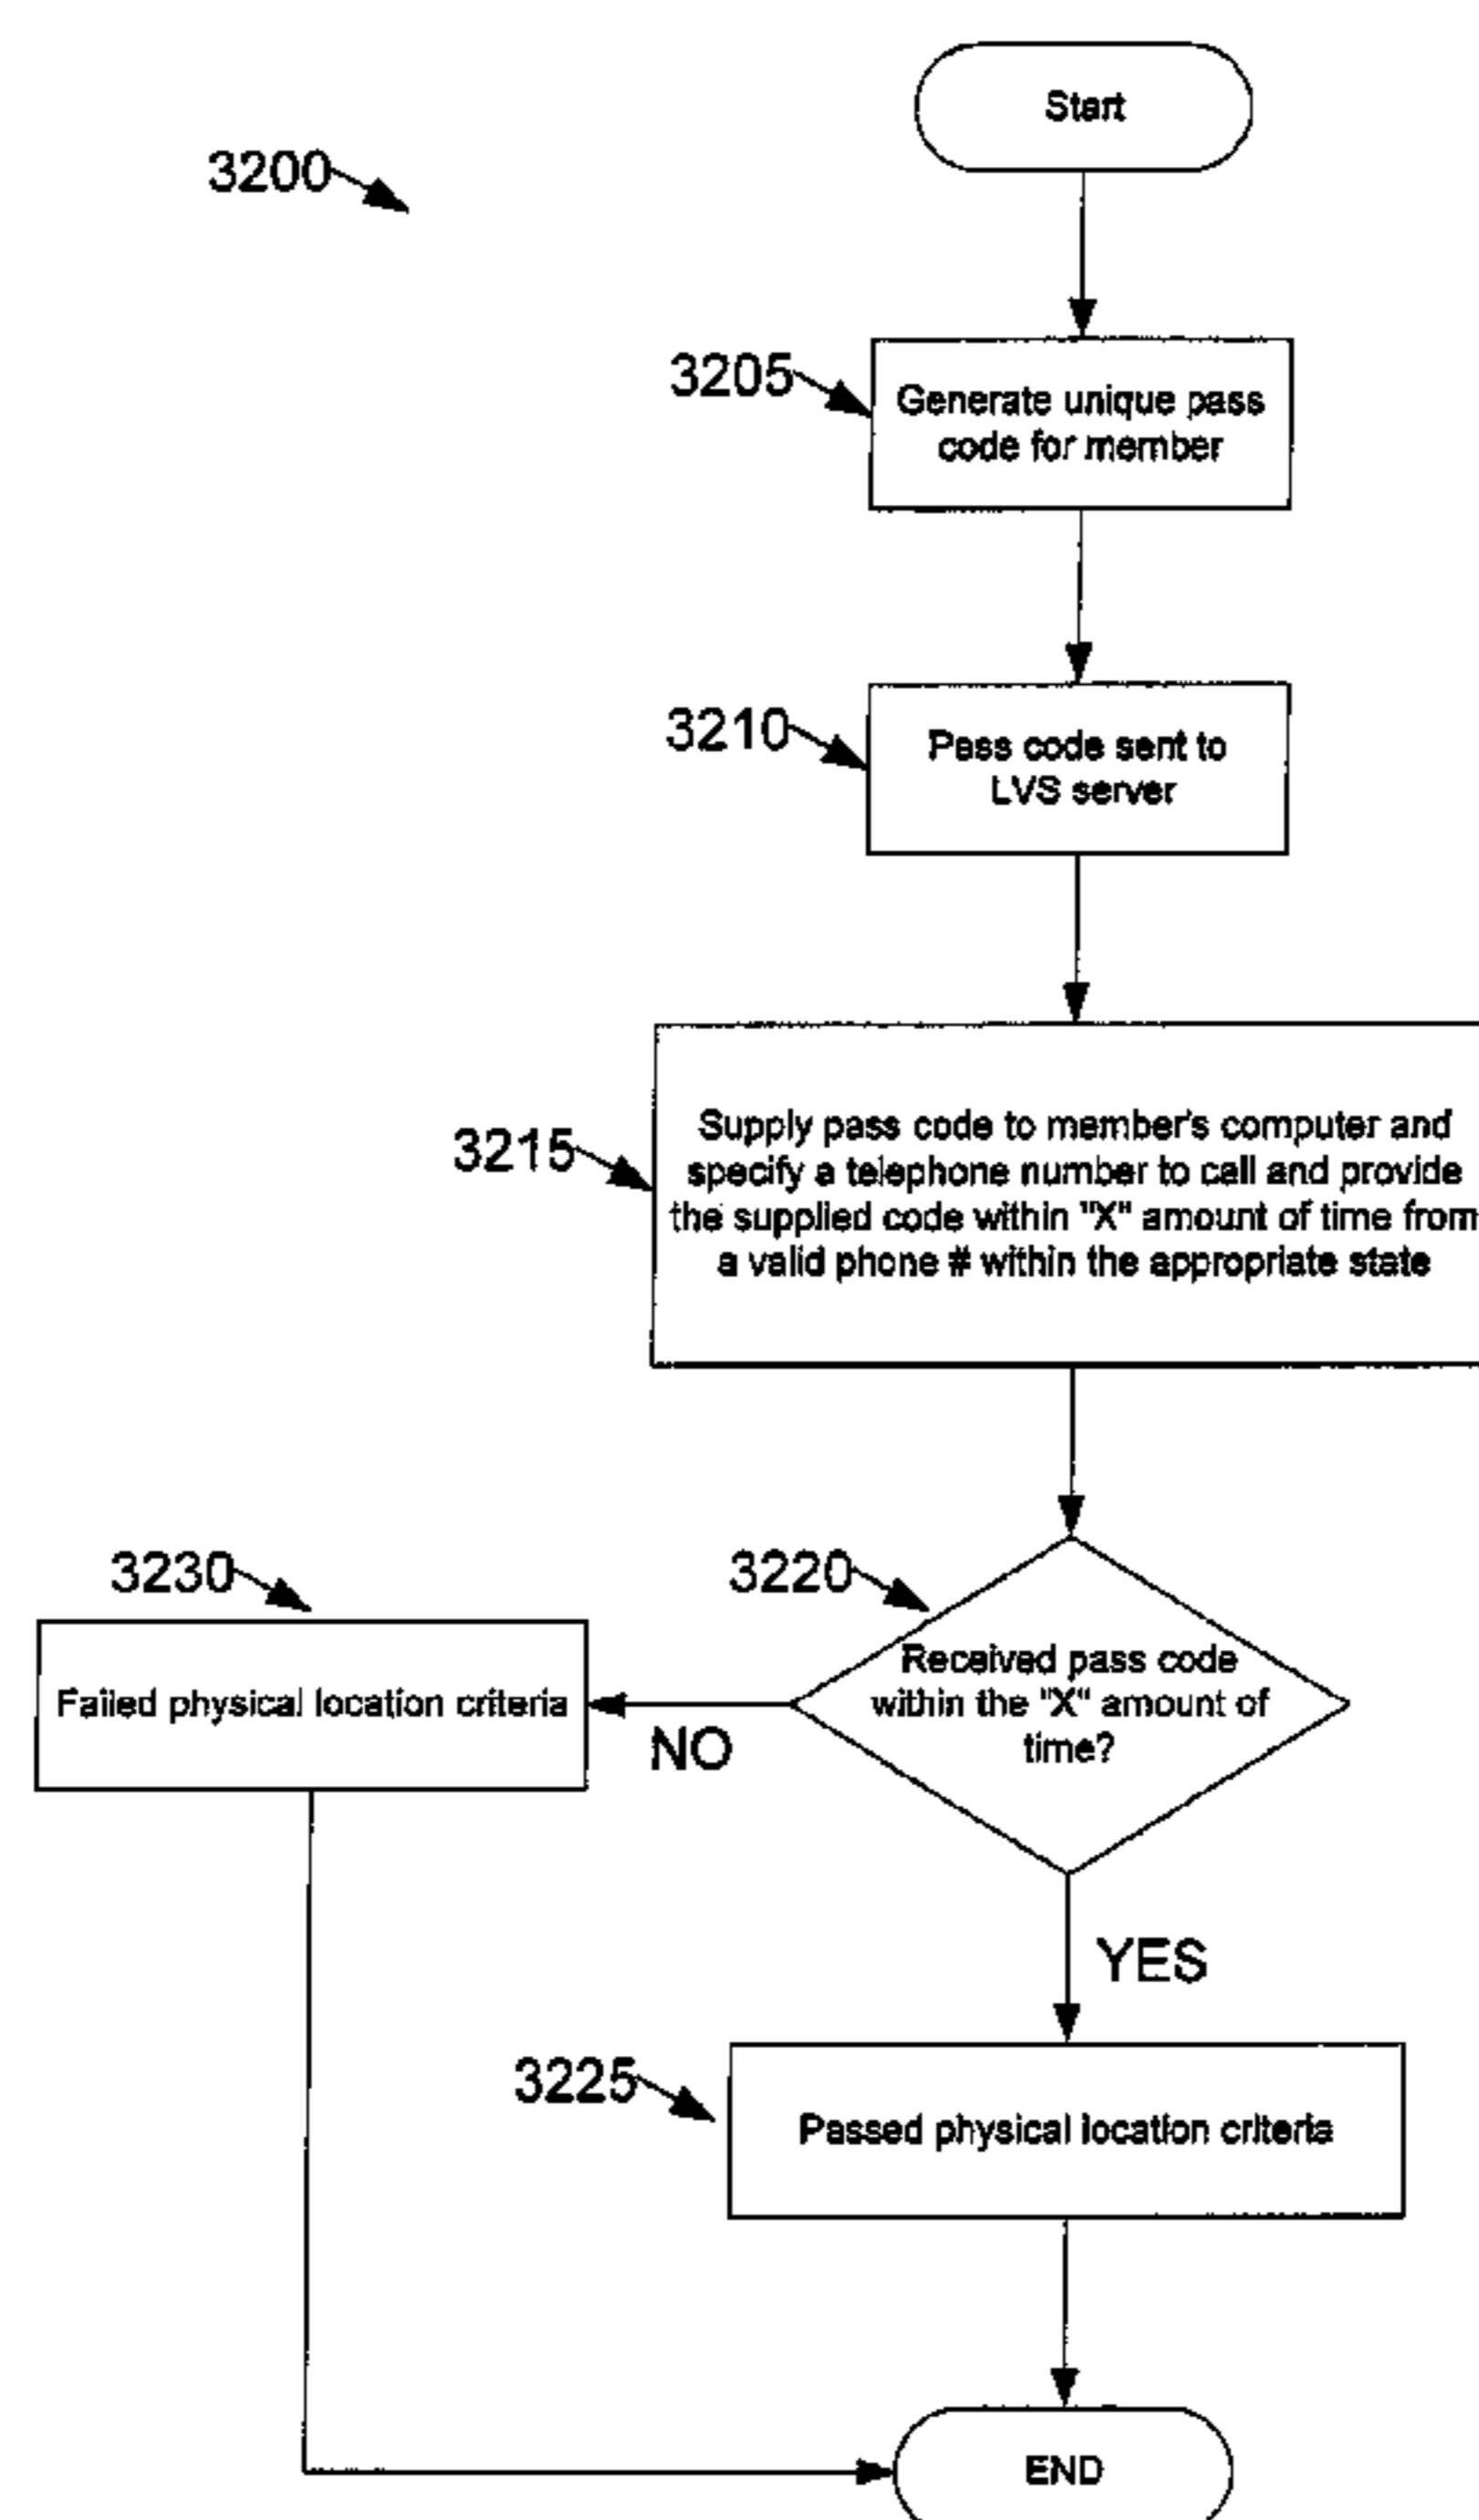 Start
3200
3205
Generate unique pass
code for member
3210
Pass code sent to
LVS server
3215
Supply pass code to member's computer and
specify a telephone number to call and provide
the supplied code within "X" amount of time from
a valid phone # within the appropriate state
3230
3220
Failed physical location criteria
Received pass code
within the "X" amount of
time?
NO
YES
3225
Passed physical location criteria
END